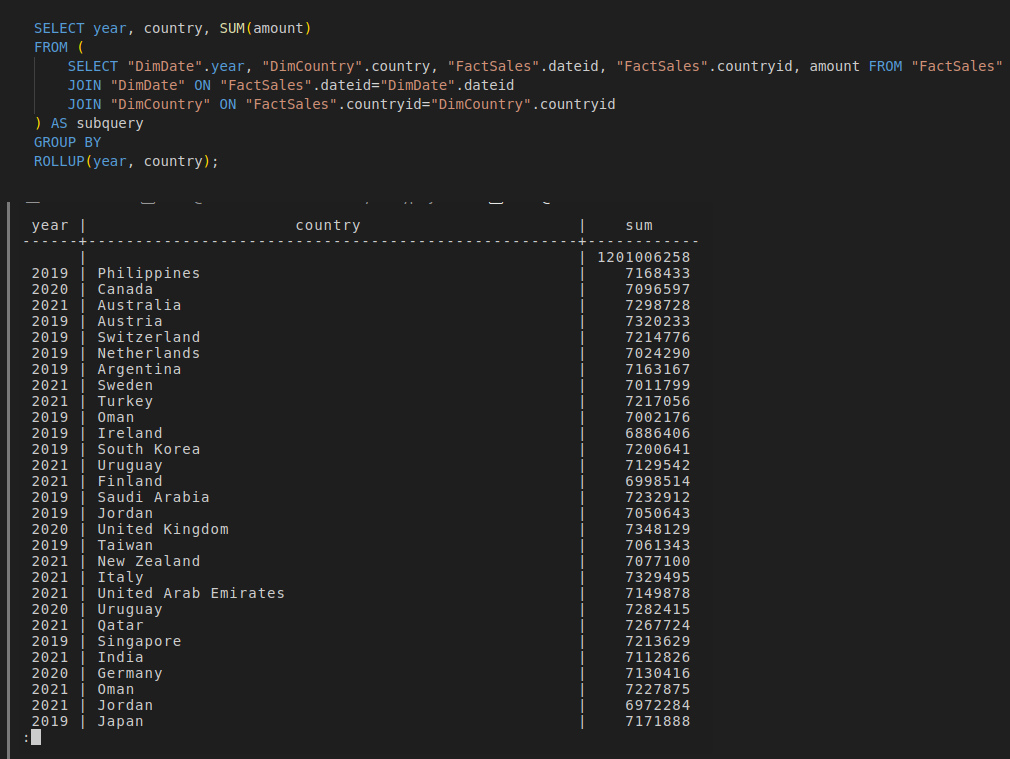 SELECT year, country, SUM(amount)
FROM (
SELECT "DimDate".year, "DimCountry".country, "FactSales".dateid, "FactSales".countryid, amount FROM "FactSales"
JOIN "DimDate" ON "FactSales".dateid="DimDate".dateid
JOIN "DimCountry" ON "FactSales".countryid="DimCountry".countryid
) AS subquery
GROUP BY
ROLLUP(year, country);
year | country | sum
------+----------------------------------------------------+------------
| | 1201006258
2019 | Philippines | 7168433
2020 | Canada | 7096597
2021 | Australia | 7298728
2019 | Austria | 7320233
2019 | Switzerland | 7214776
2019 | Netherlands | 7024290
2019 | Argentina | 7163167
2021 | Sweden | 7011799
2021 | Turkey | 7217056
2019 | Oman | 7002176
2019 | Ireland | 6886406
2019 | South Korea | 7200641
2021 | Uruguay | 7129542
2021 | Finland | 6998514
2019 | Saudi Arabia | 7232912
2019 | Jordan | 7050643
2020 | United Kingdom | 7348129
2019 | Taiwan | 7061343
2021 | New Zealand | 7077100
2021 | Italy | 7329495
2021 | United Arab Emirates | 7149878
2020 | Uruguay | 7282415
2021 | Qatar | 7267724
2019 | Singapore | 7213629
2021 | India | 7112826
2020 | Germany | 7130416
2021 | Oman | 7227875
2021 | Jordan | 6972284
2019 | Japan | 7171888
: